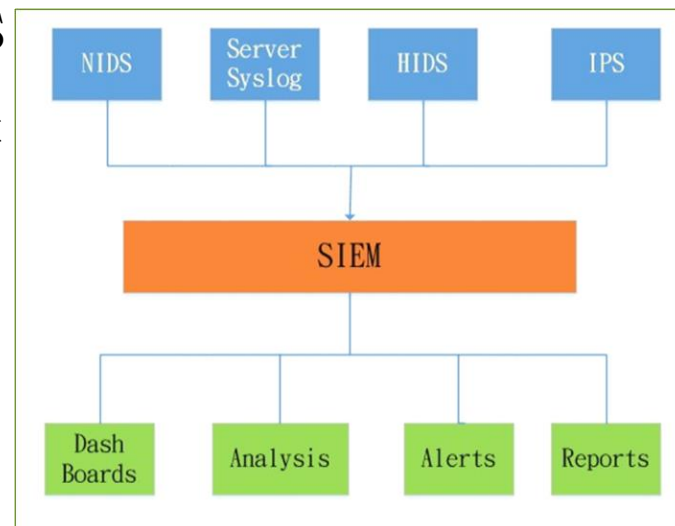 NIDS
Server
Syslog
HIDS
IPS
SIEM
Dash
Boards
Analysis
Alerts
Reports